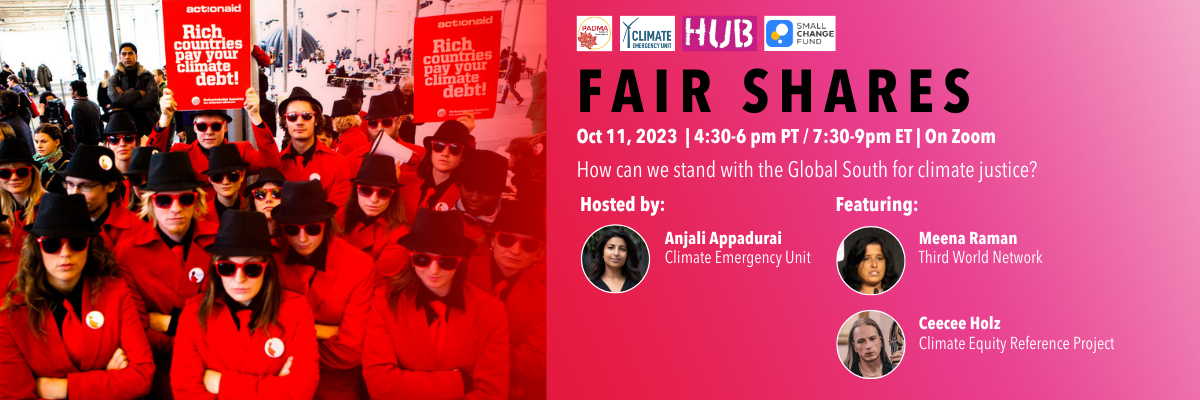 actionaid
Rich
countries
pay your
climate
debt!
actionaid
Rich
countries
pay your
climate
debt!
PADMA
CLIMATE
EMERGENCY UNIT
HUB
SMALL
CHANGE
FUND
FAIR SHARES
Oct 11, 2023 | 4:30-6 pm PT / 7:30-9pm ET | On Zoom
How can we stand with the Global South for climate justice?
Hosted by:
Anjali Appadurai
Climate Emergency Unit
Featuring:
Meena Raman
Third World Network
Ceecee Holz
Climate Equity Reference Project